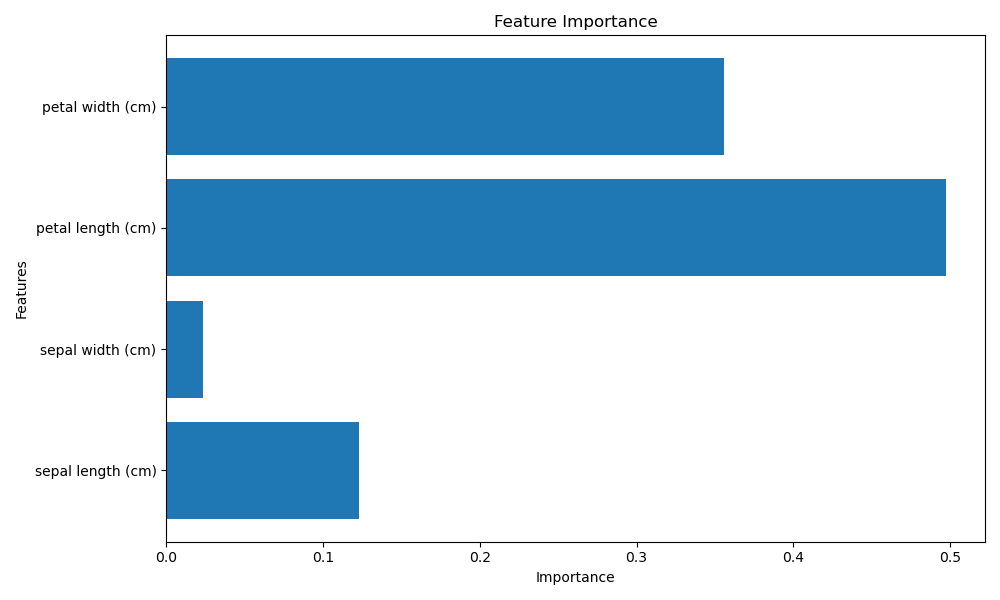 Feature Importance
petal width (cm)
petal length (cm)
sepal width (cm)
sepal length (cm)
Features
0.0 0.1 0.2 0.3 0.4 0.5
Importance